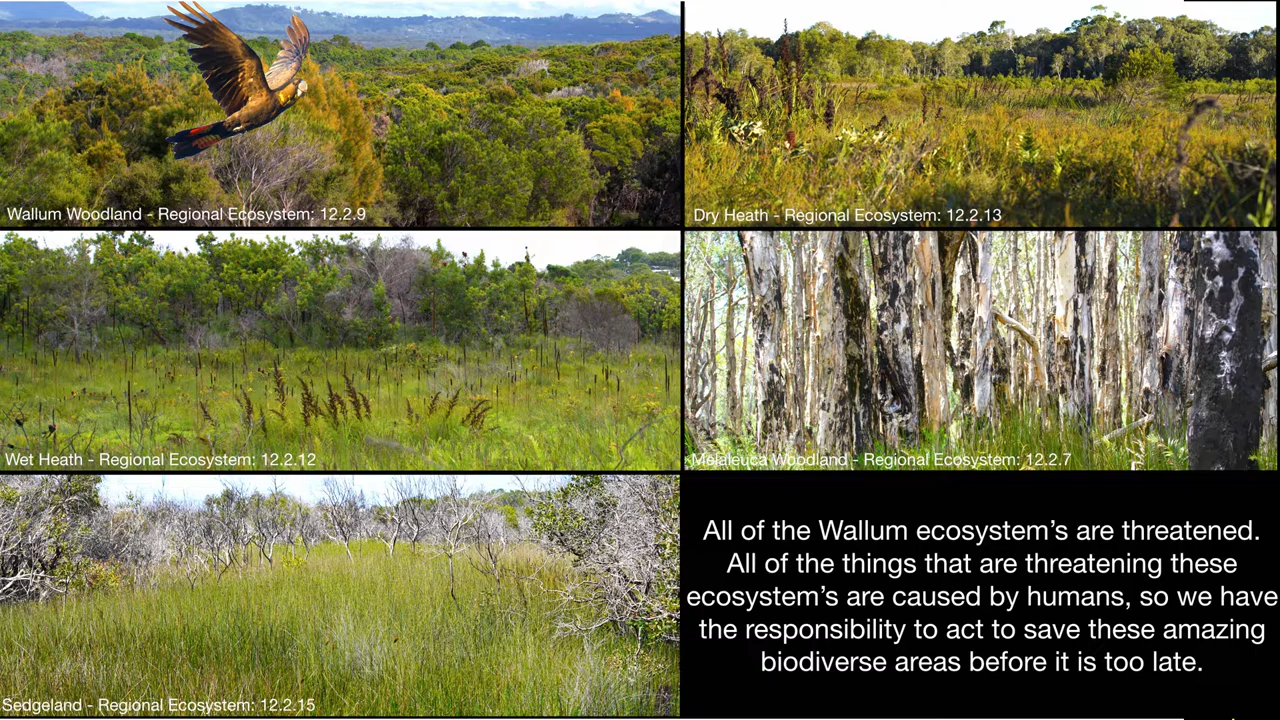 Wallum Woodland - Regional Ecosystem: 12.2.9
Dry Heath - Regional Ecosystem: 12.2.13
Wet Heath - Regional Ecosystem: 12.2.12
Melaleuca Woodland - Regional Ecosystem: 12.2.7
Sedgeland - Regional Ecosystem: 12.2.15
All of the Wallum ecosystem's are threatened.
All of the things that are threatening these
ecosystem's are caused by humans, so we have
the responsibility to act to save these amazing
biodiverse areas before it is too late.